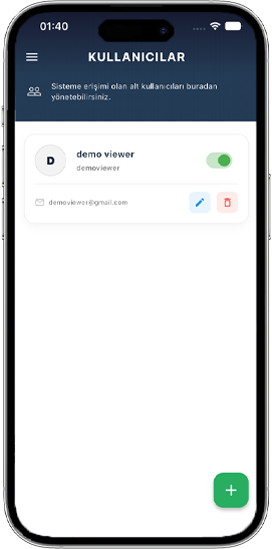 01:40
KULLANICILAR
Sisteme erişimi olan alt kullanıcıları buradan
yönetebilirsiniz.
D
demo viewer
demoviewer
demoviewer@gmail.com